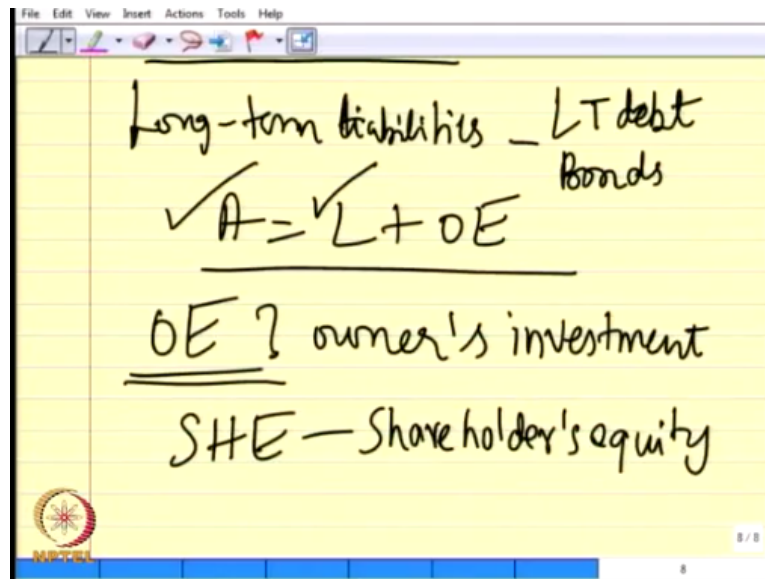 File Edit View Insert Actions Tools Help
Long-term liabilities - LT debt
Bonds
✓A = ✓L + OE
OE ? owner's investment
SHE - Shareholder's equity
NPTEL
8/8
8